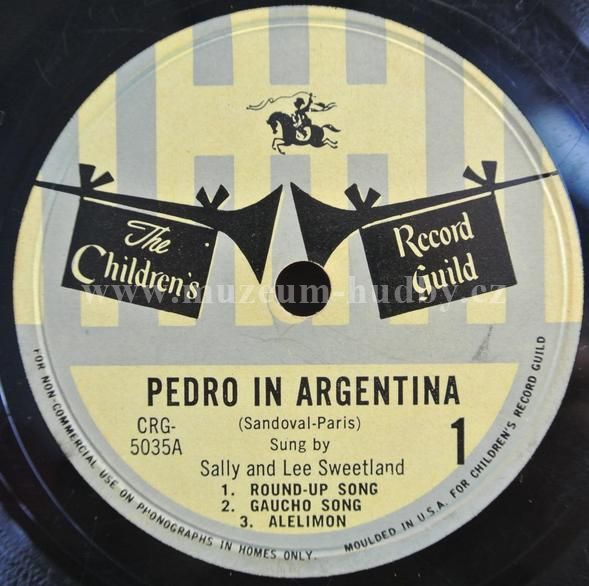 The
Children's
Record
Guild
www.muzeum-hudby.cz
PEDRO IN ARGENTINA
CRG-
5035A
(Sandoval-Paris)
Sung by
1
Sally and Lee Sweetland
1. ROUND-UP SONG
2. GAUCHO SONG
3. ALELIMON
FOR NON-COMMERCIAL USE ON PHONOGRAPHS IN HOMES ONLY.
MOULDED IN U.S.A. FOR CHILDREN'S RECORD GUILD